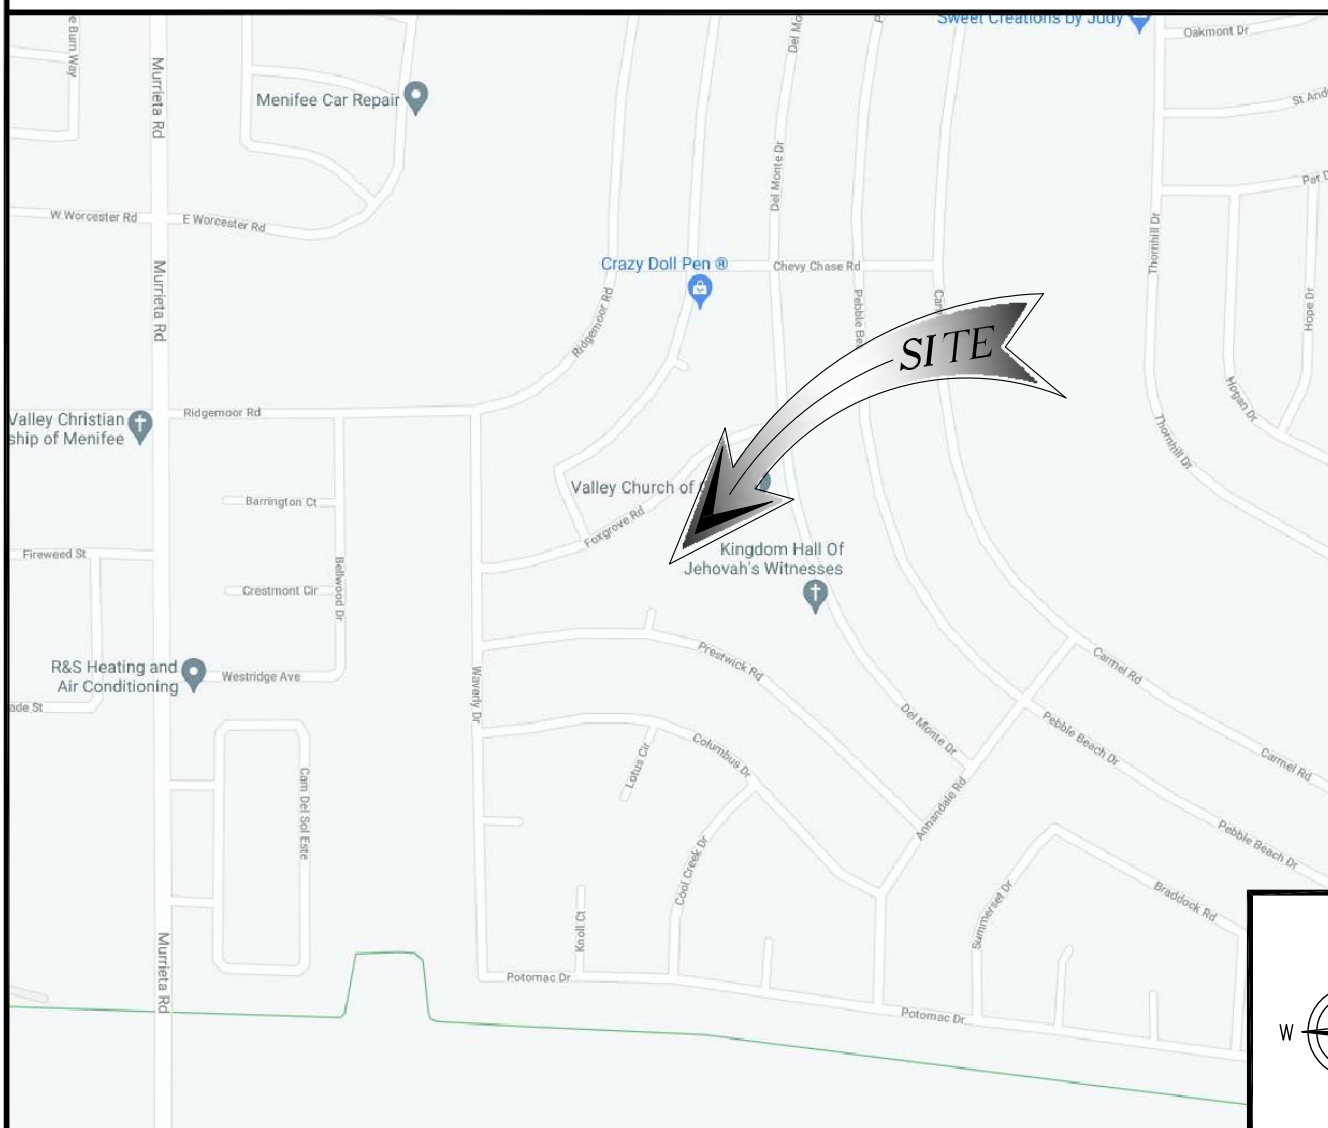 Sweet Creations by Judy
Oakmont Dr
Murrieta Rd
Menifee Car Repair
Del Monte Dr
W Worcester Rd
E Worcester Rd
Thornhill Dr
Crazy Doll Pen ®
Chevy Chase Rd
Murrieta Rd
Ridgemoor Rd
Hope Dr
SITE
Hogan Dr
Valley Christian
ship of Menifee
Ridgemoor Rd
Thornhill Dr
Valley Church of
Barrington Ct
Foxgrove Rd
Fireweed St
Kingdom Hall Of
Jehovah's Witnesses
Bellwood Dr
Crestmont Cir
Prestwick Rd
Carmel Rd
R&S Heating and
Air Conditioning
Westridge Ave
Waverly Dr
ade St
Del Monte Dr
Pebble Beach Dr
Columbus Dr
Lotus Cir
Carmel Rd
Cam Del Sol Este
Annandale Rd
Pebble Beach Dr
Cool Creek Dr
Braddock Rd
Summerset Dr
Knoll Ct
Murrieta Rd
Potomac Dr
Potomac Dr
W